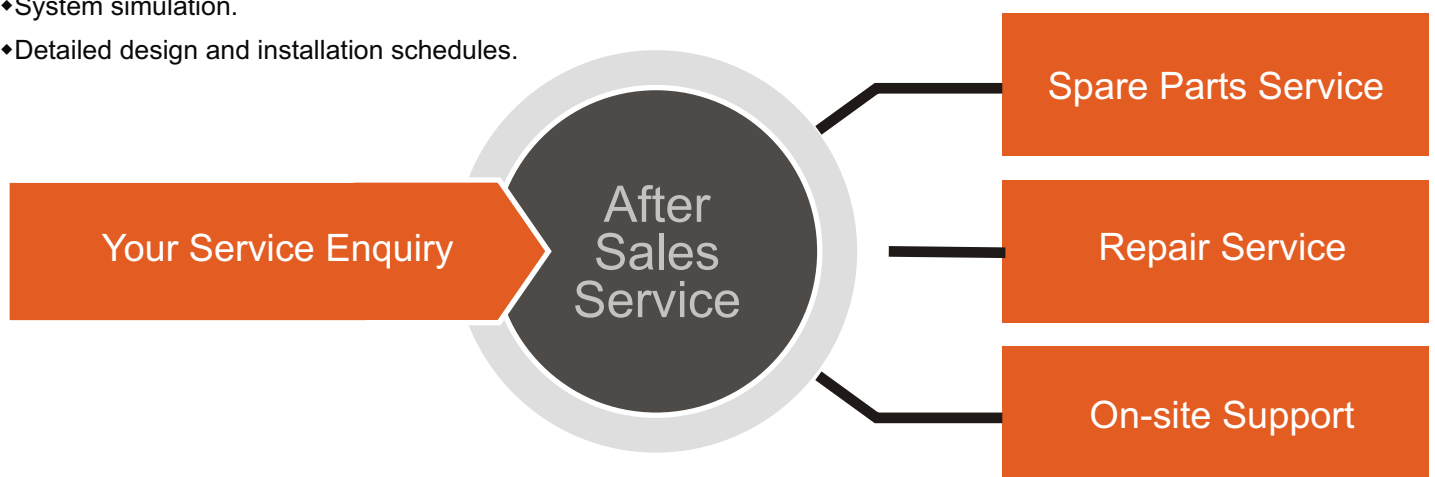 ◆System simulation.
◆Detailed design and installation schedules.
Your Service Enquiry
After
Sales
Service
Spare Parts Service
Repair Service
On-site Support